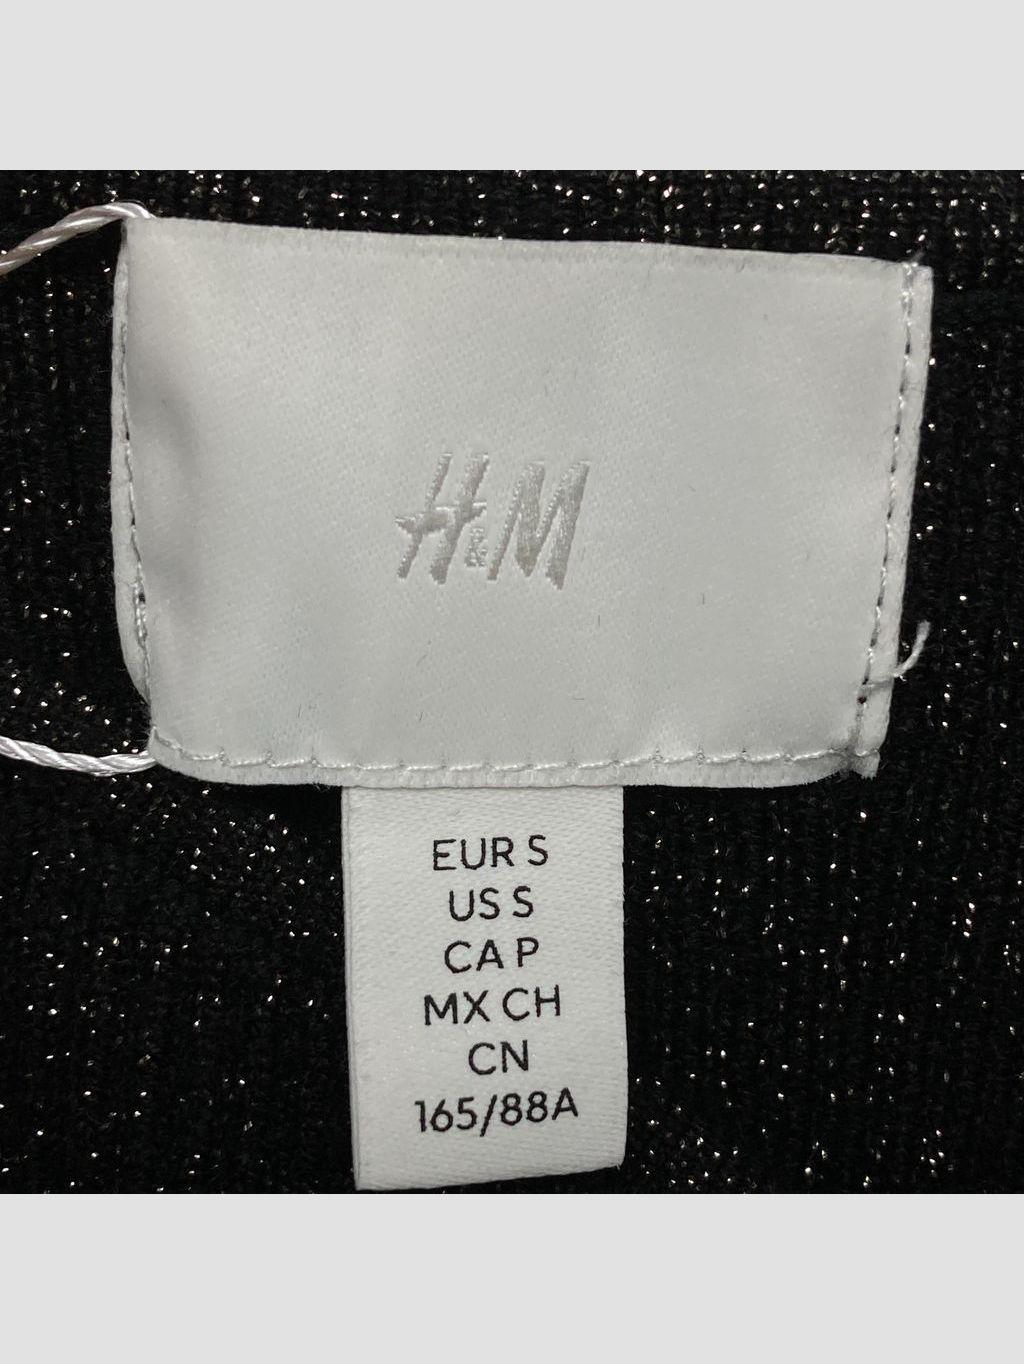 H&M
EUR S
US S
CA P
MX CH
CN
165/88A